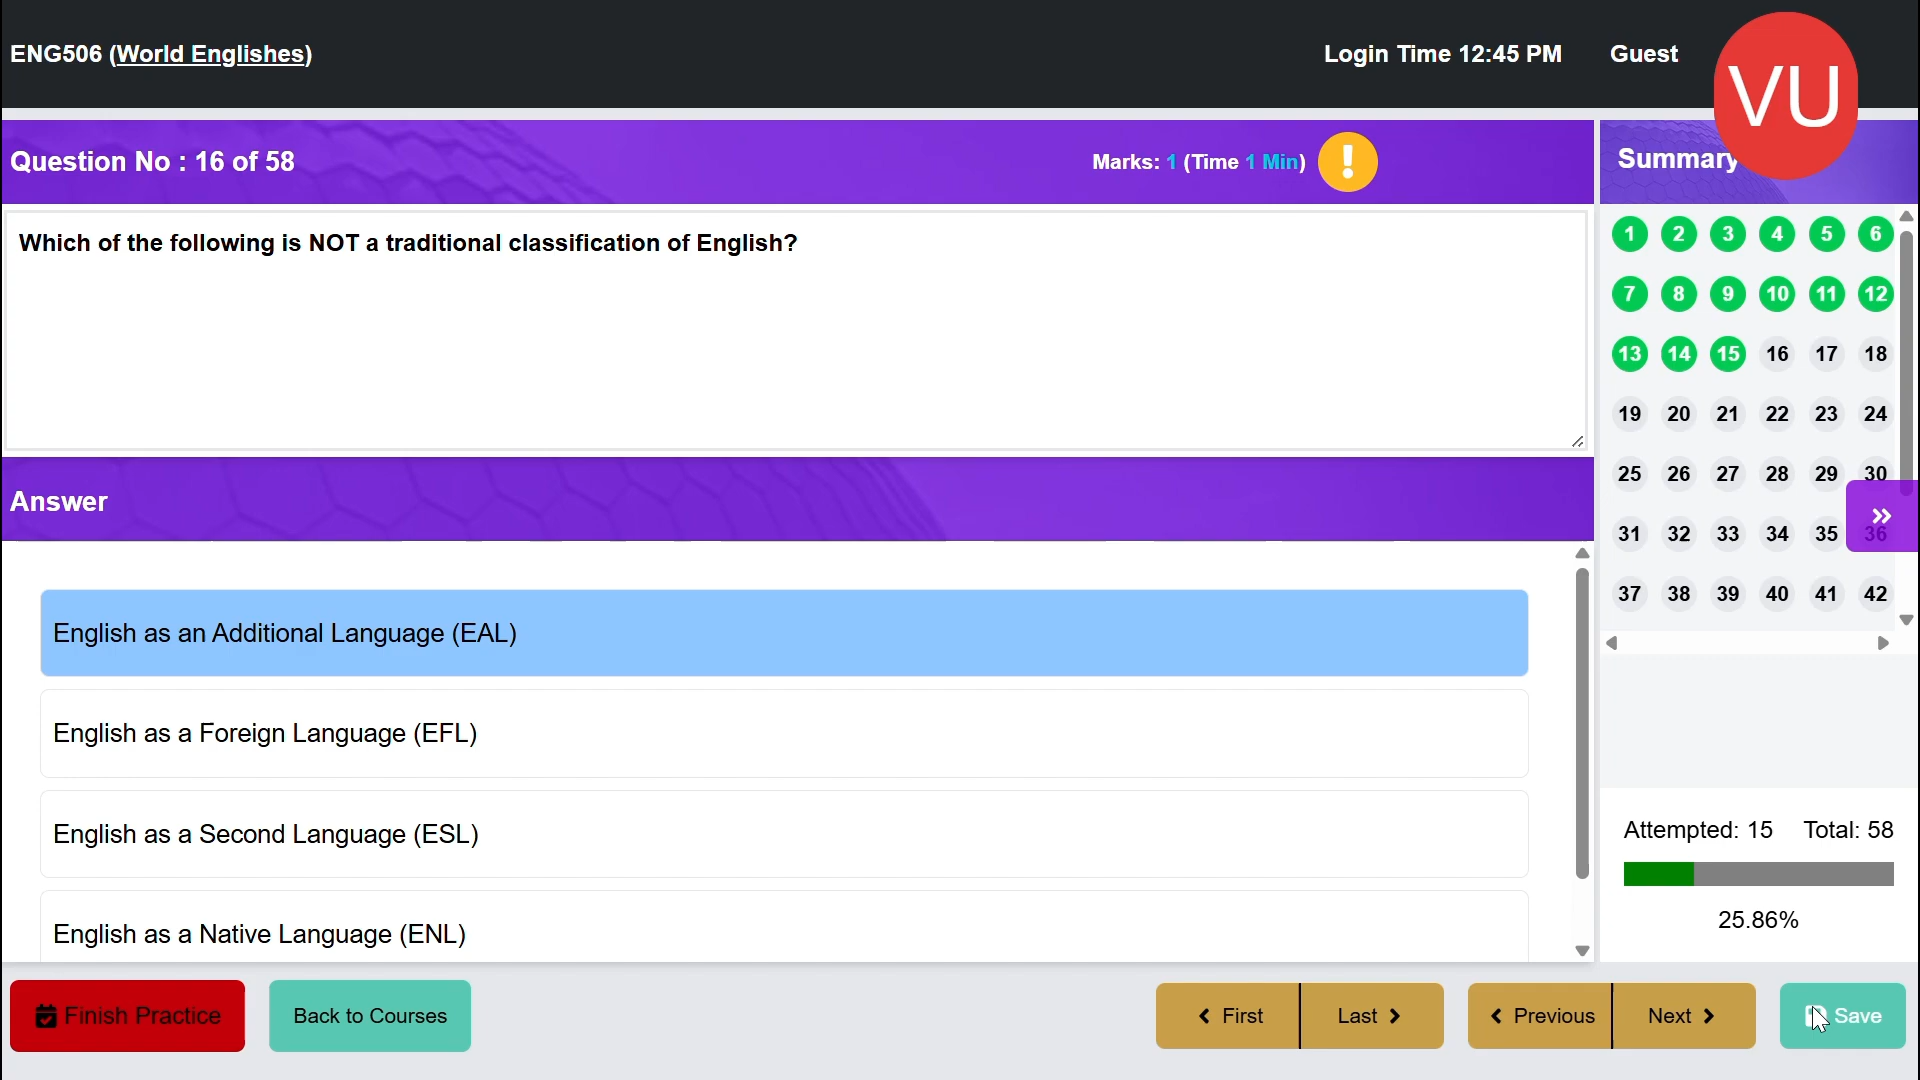 ENG506 (World Englishes)
Login Time 12:45 PM
Guest
VU
Question No : 16 of 58
Marks: 1 (Time 1 Min)
!
Summary
Which of the following is NOT a traditional classification of English?
1 2 3 4 5 6
7 8 9 10 11 12
13 14 15 16 17 18
19 20 21 22 23 24
25 26 27 28 29 30
31 32 33 34 35 36
37 38 39 40 41 42
Answer
English as an Additional Language (EAL)
English as a Foreign Language (EFL)
English as a Second Language (ESL)
English as a Native Language (ENL)
Attempted: 15 Total: 58
25.86%
Finish Practice
Back to Courses
First
Last
Previous
Next
Save